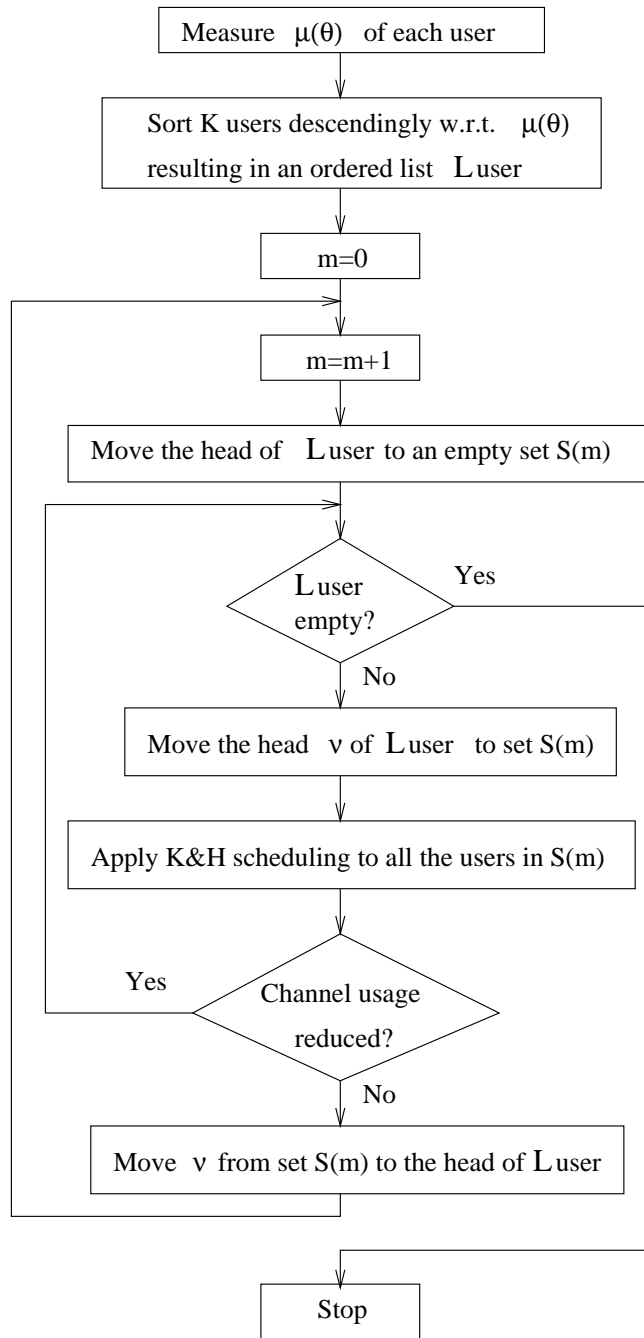 Measure μ(θ) of each user
Sort K users descendingly w.r.t. μ(θ)
resulting in an ordered list Luser
m=0
m=m+1
Move the head of Luser to an empty set S(m)
Luser
empty?
Yes
No
Move the head ν of Luser to set S(m)
Apply K&H scheduling to all the users in S(m)
Yes
Channel usage
reduced?
No
Move ν from set S(m) to the head of Luser
Stop